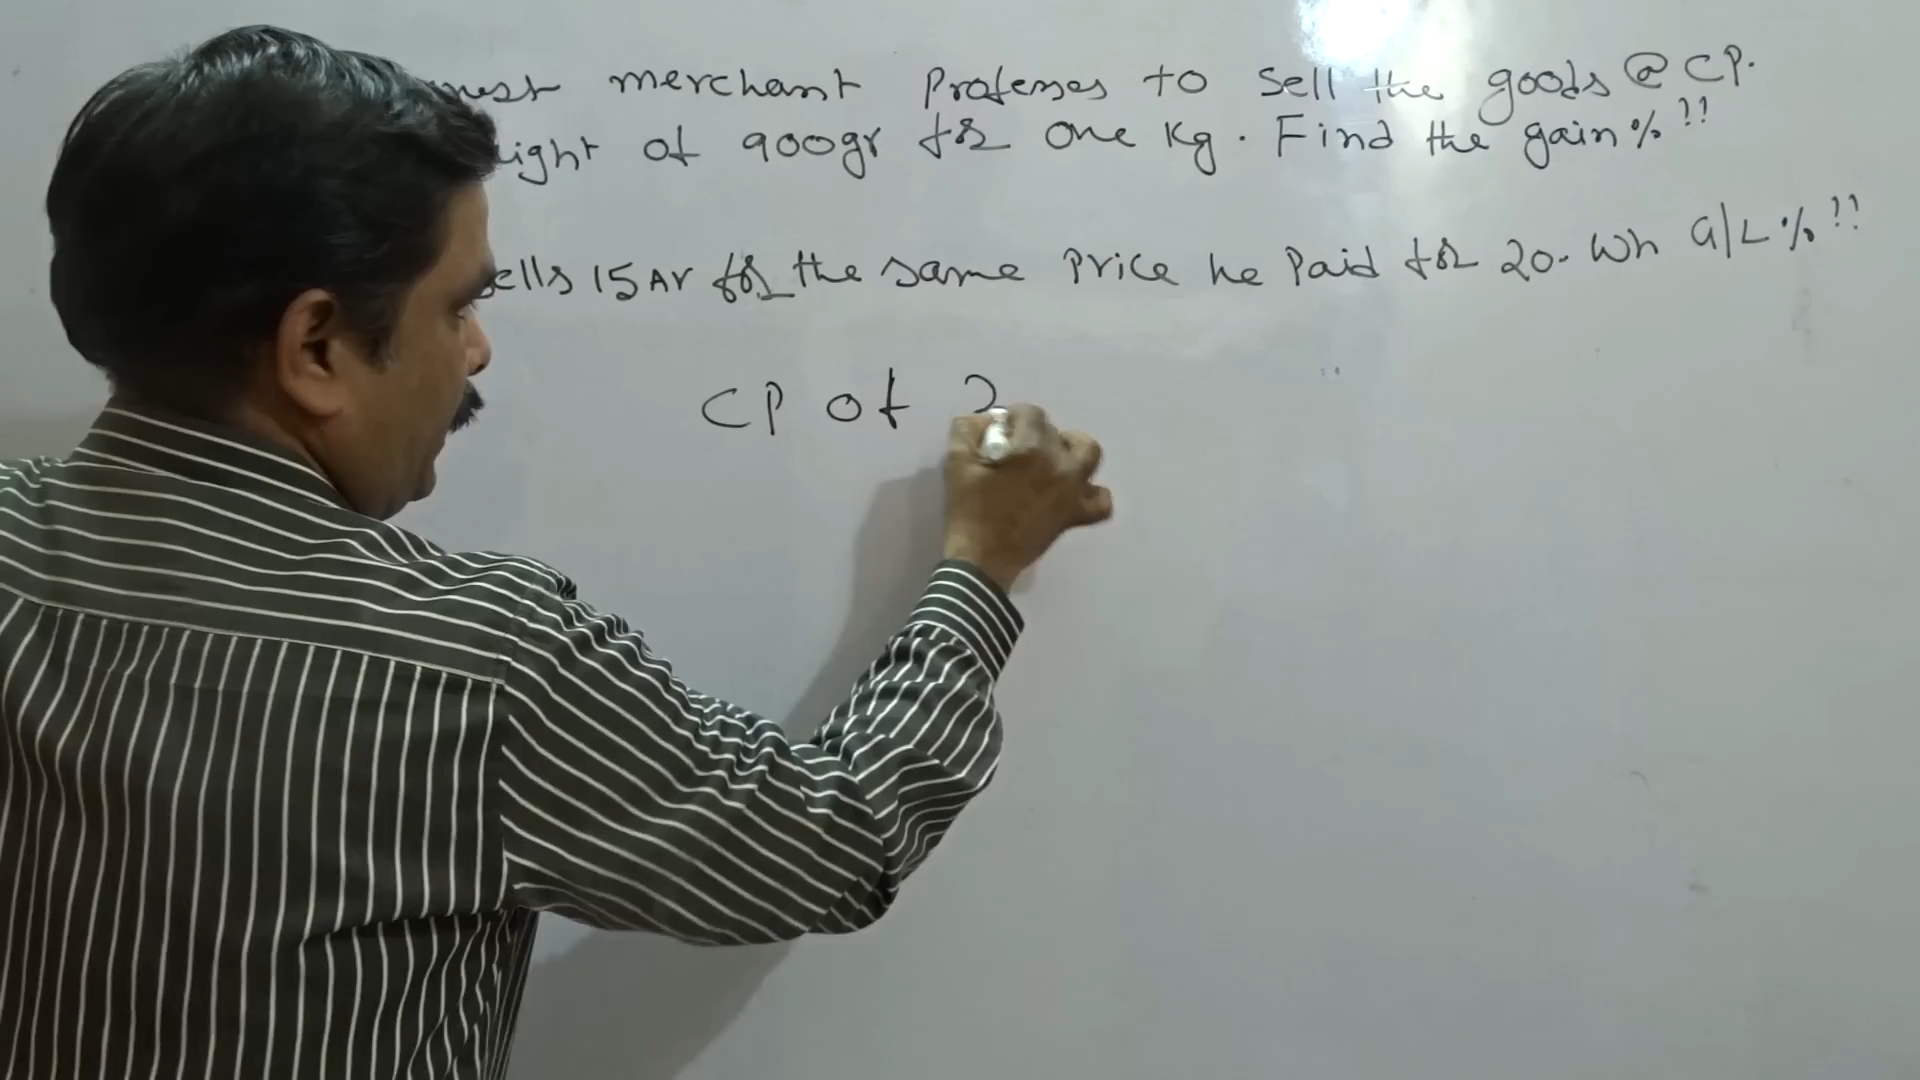 nest merchant Professes to Sell the goods @ CP.
ight of 900gr for one Kg. Find the gain % !!
ells 15 Ar for the same Price he Paid for 20. Wh G/L % !!
CP of 2